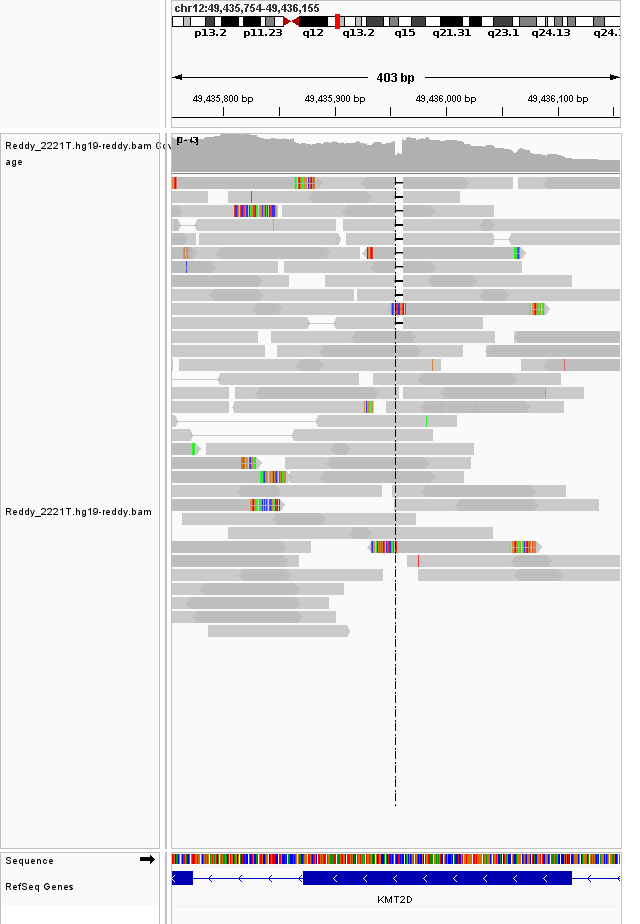 chr12:49,435,754-49,436,155
p13.2 p11.23 q12 q13.2 q15 q21.31 q23.1 q24.13 q24.
403 bp
49,435,800 bp 49,435,900 bp 49,436,000 bp 49,436,100 bp
Reddy_2221T.hg19-reddy.bam Cov
age
Reddy_2221T.hg19-reddy.bam
Sequence
RefSeq Genes
KMT2D